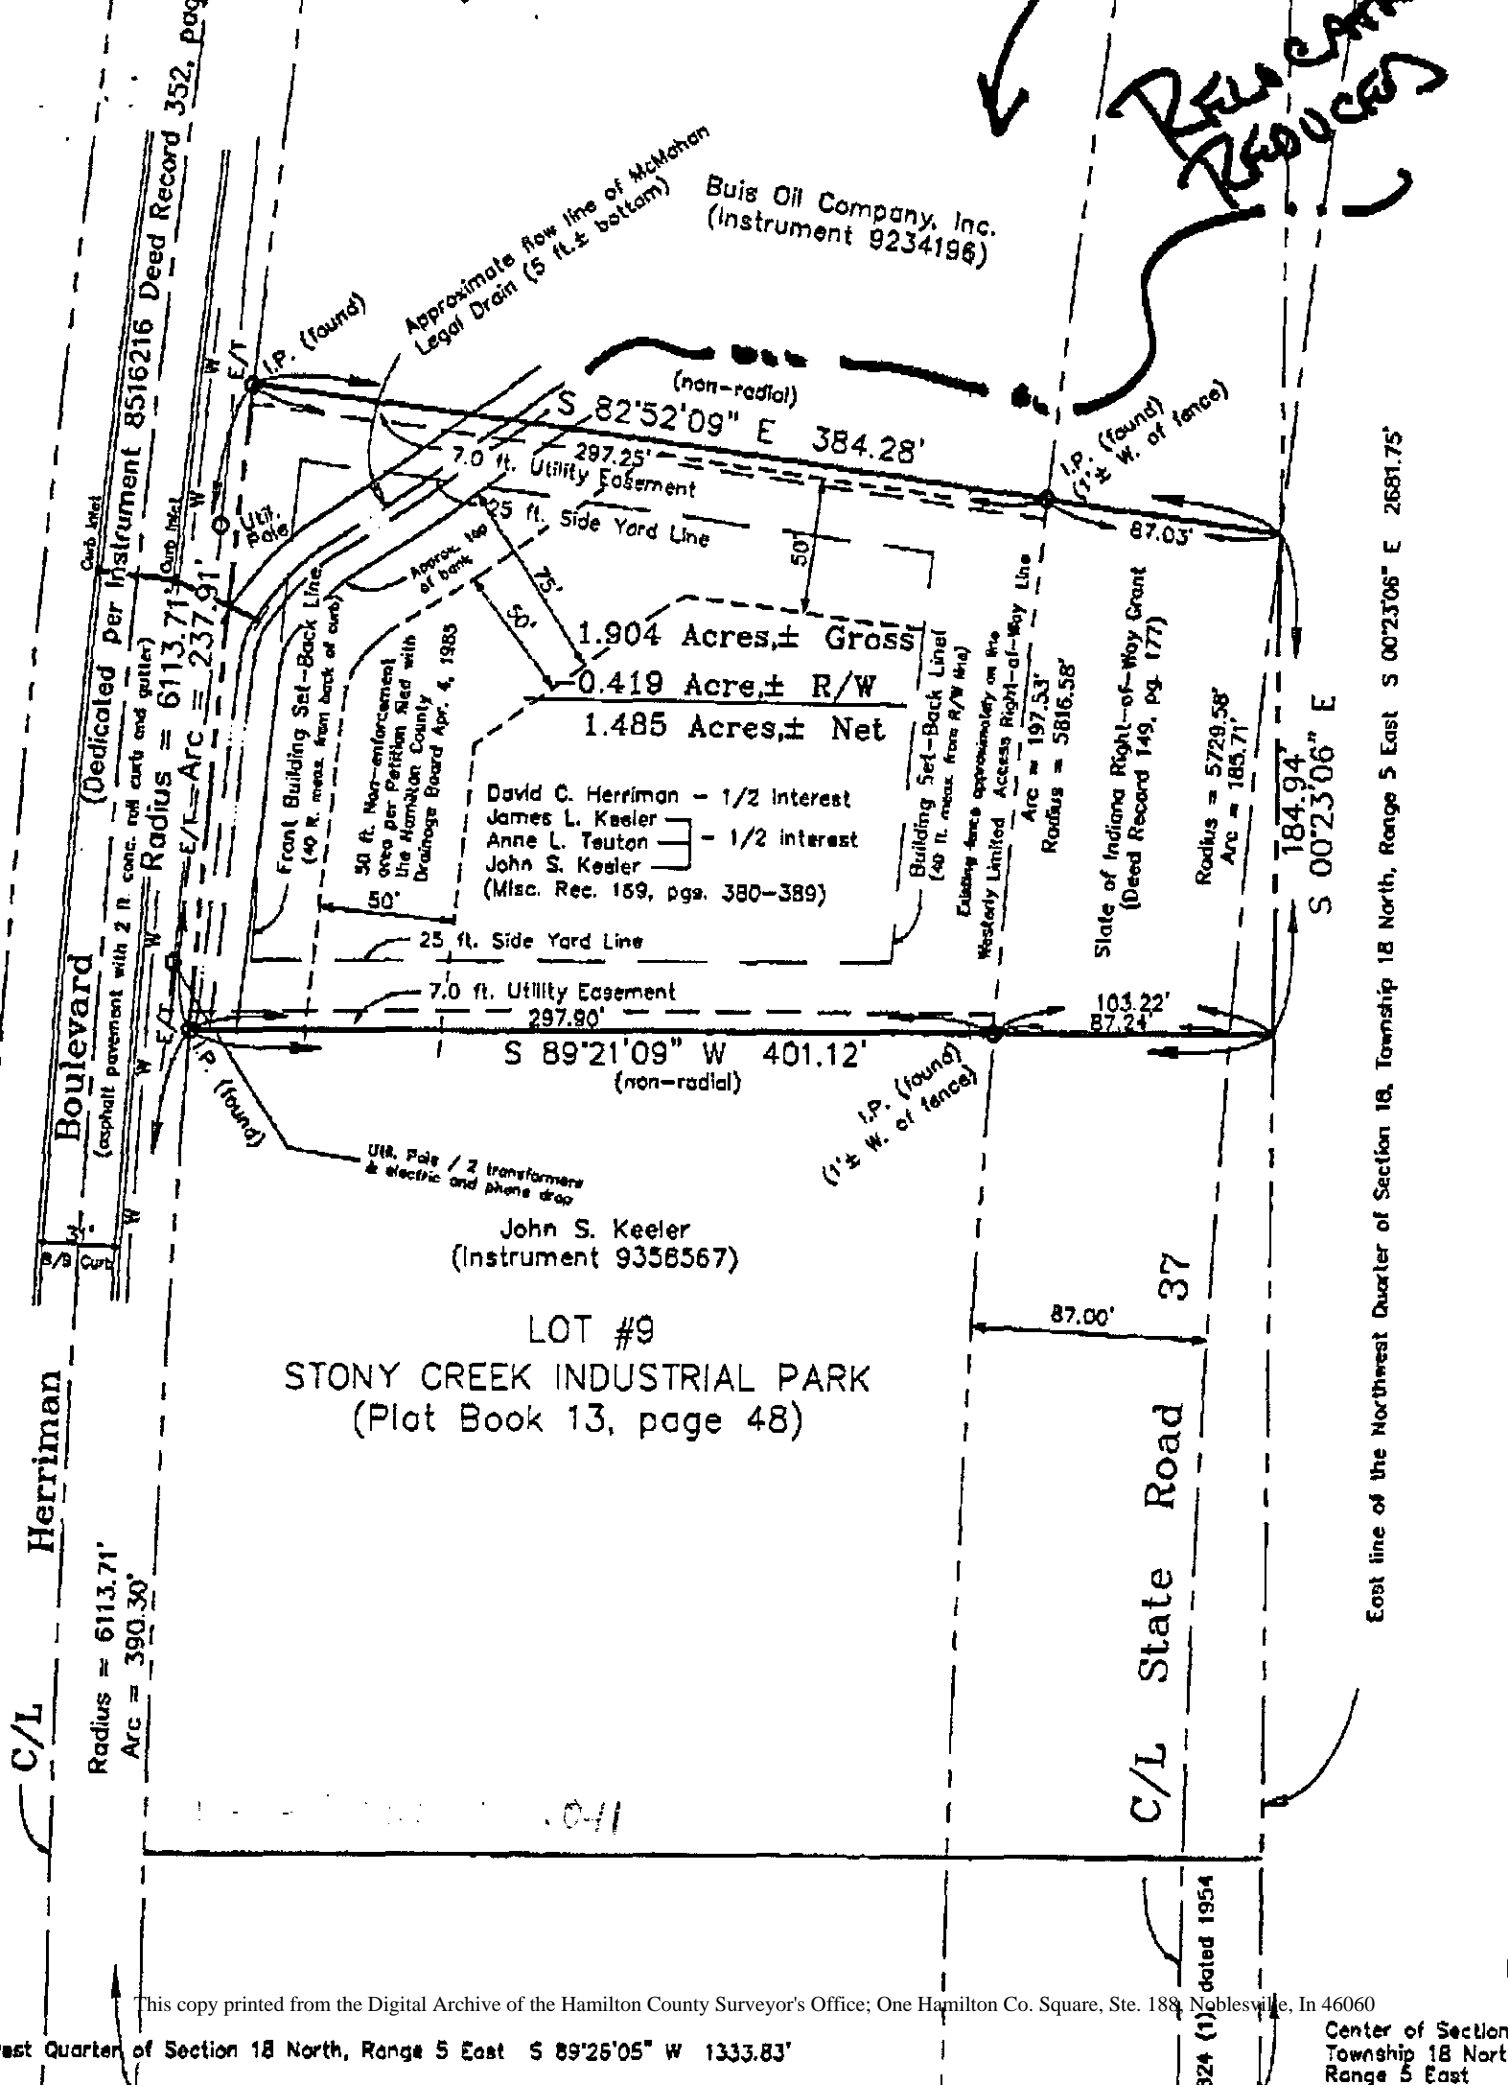 RELOCATED
REDUCED
Buis Oil Company, Inc.
(Instrument 9234196)
Approximate flow line of McMahan
Legal Drain (5 ft.± bottom)
(Dedicated per Instrument 8516216 Deed Record 352,
I.P. (found)
(non-radial)
S 82°52'09" E 384.28'
297.25'
7.0 ft. Utility Easement
25 ft. Side Yard Line
I.P. (found)
(1'± W. of fence)
87.03'
Util.
Pole
Curb Inlet
Curb Inlet
Approx. top
of bank
75'
50'
50'
E/T
W
W
W
Radius = 6113.71'
Arc = 237.91'
E/T
1.904 Acres,± Gross
0.419 Acre,± R/W
1.485 Acres,± Net
Front Building Set-Back Line
(40 ft. meas. from back of curb)
50 ft. Non-enforcement
area per Petition filed with
the Hamilton County
Drainage Board Apr. 4, 1985
50'
David C. Herriman - 1/2 Interest
James L. Keeler
Anne L. Teuton - 1/2 interest
John S. Keeler
(Misc. Rec. 169, pgs. 380-389)
Building Set-Back Line
(40 ft. meas. from R/W line)
Existing fence approximately on the
Westerly Limited Access Right-of-Way Line
Arc = 197.53'
Radius = 5816.58'
State of Indiana Right-of-Way Grant
(Deed Record 149, pg. 177)
Radius = 5729.58'
Arc = 185.71'
184.94'
S 00°23'06" E
East line of the Northwest Quarter of Section 18, Township 18 North, Range 5 East S 00°23'06" E 2681.75'
25 ft. Side Yard Line
7.0 ft. Utility Easement
297.90'
103.22'
87.24'
S 89°21'09" W 401.12'
(non-radial)
I.P. (found)
I.P. (found)
(1'± W. of fence)
E/T
W
W
W
W
Util. Pole / 2 transformers
& electric and phone drop
John S. Keeler
(Instrument 9356567)
LOT #9
STONY CREEK INDUSTRIAL PARK
(Plat Book 13, page 48)
87.00'
C/L Herriman Boulevard
(asphalt pavement with 2 ft. conc. roll curb and gutter)
B/B Curb
Radius = 6113.71'
Arc = 390.30'
C/L State Road 37
824 (1) dated 1954
This copy printed from the Digital Archive of the Hamilton County Surveyor's Office; One Hamilton Co. Square, Ste. 188, Noblesville, In 46060
Quarter of Section 18 North, Range 5 East S 89°26'05" W 1333.83'
Center of Section
Township 18 Nort
Range 5 East